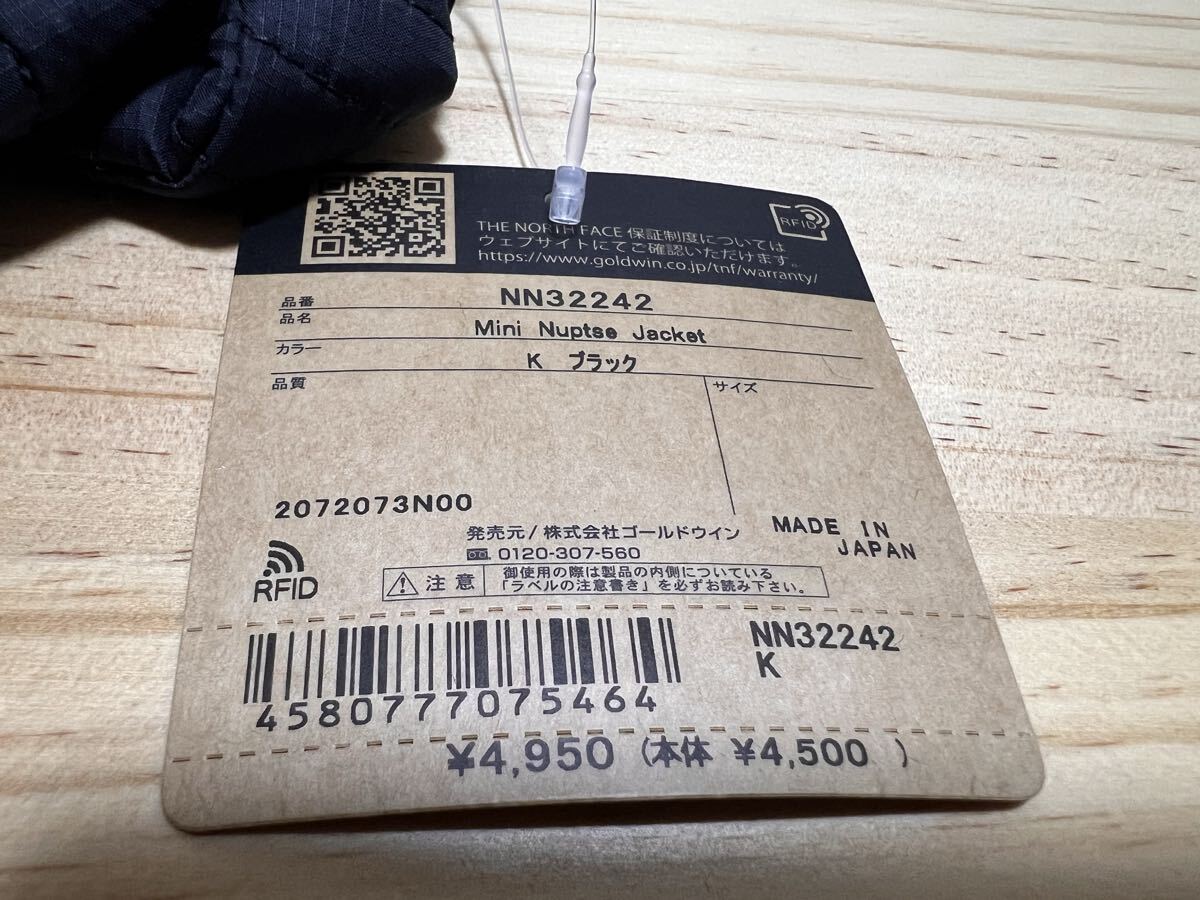 THE NORTH FACE 保証制度については
ウェブサイトにてご確認いただけます。
https://www.goldwin.co.jp/tnf/warranty/
RFID
品番 NN32242
品名 Mini Nuptse Jacket
カラー K ブラック
品質
サイズ
2072073N00
発売元/株式会社ゴールドウイン
0120-307-560
MADE IN
JAPAN
RFID
注意
御使用の際は製品の内側についている
「ラベルの注意書き」を必ずお読み下さい。
NN32242
K
4580777075464
¥4,950 (本体 ¥4,500 )